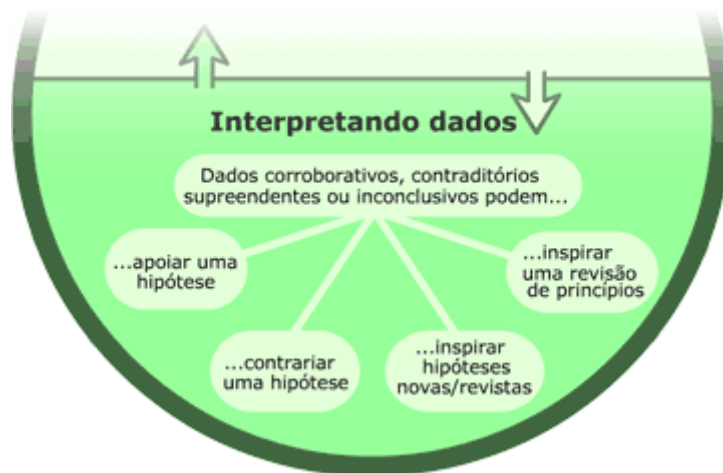 Interpretando dados
Dados corroborativos, contraditórios
supreendentes ou inconclusivos podem...
...apoiar uma
hipótese
...contrariar
uma hipótese
...inspirar
hipóteses
novas/revistas
...inspirar
uma revisão
de princípios